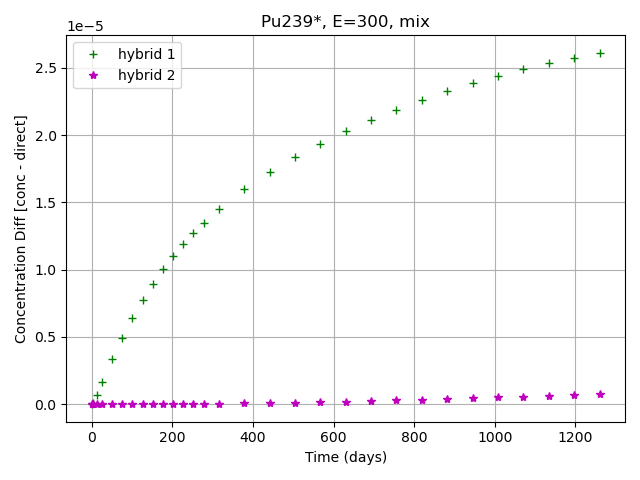 Pu239*, E=300, mix
1e−5
hybrid 1
hybrid 2
2.5
2.0
1.5
1.0
0.5
0.0
Concentration Diff [conc - direct]
0 200 400 600 800 1000 1200
Time (days)